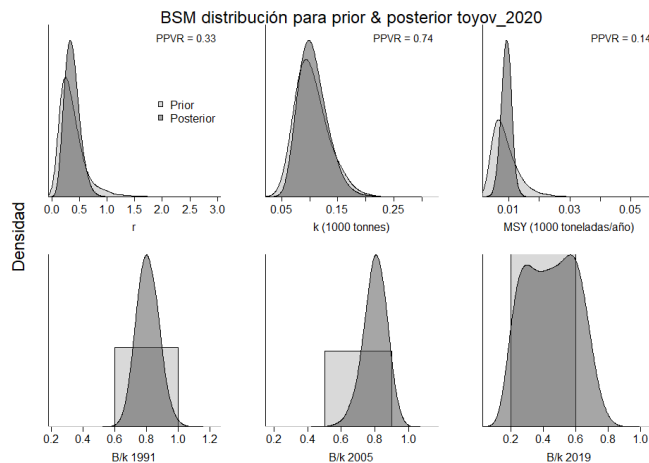 BSM distribución para prior & posterior toyov_2020
PPVR = 0.33
PPVR = 0.74
PPVR = 0.14
Prior
Posterior
0.0 0.5 1.0 1.5 2.0 2.5 3.0
0.05 0.15 0.25
0.01 0.03 0.05
r
k (1000 tonnes)
MSY (1000 toneladas/año)
Densidad
0.2 0.4 0.6 0.8 1.0 1.2
0.2 0.4 0.6 0.8 1.0
0.2 0.4 0.6 0.8 1.0
B/k 1991
B/k 2005
B/k 2019